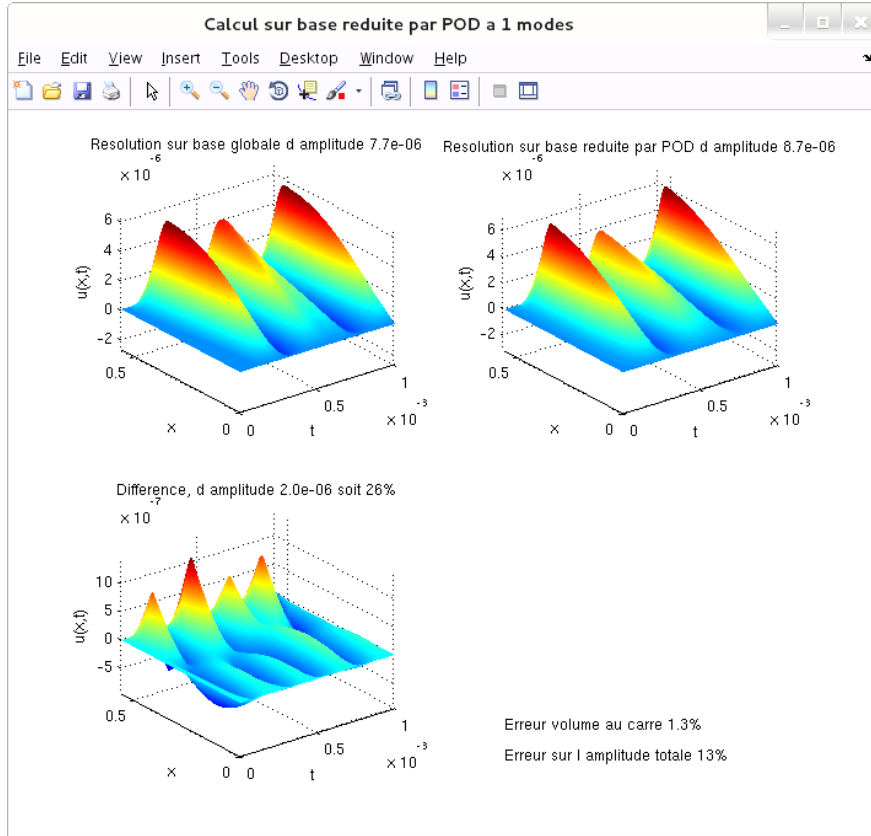 Calcul sur base reduite par POD a 1 modes
File Edit View Insert Tools Desktop Window Help
Resolution sur base globale d amplitude 7.7e-06
x 10 -6
6
4
2
0
-2
u(x,t)
0.5
x
0
0
t
0.5
1
x 10 -3
Resolution sur base reduite par POD d amplitude 8.7e-06
x 10 -6
6
4
2
0
-2
u(x,t)
0.5
x
0
0
t
0.5
1
x 10 -3
Difference, d amplitude 2.0e-06 soit 26%
x 10 -7
10
5
0
-5
u(x,t)
0.5
x
0
0
t
0.5
1
x 10 -3
Erreur volume au carre 1.3%
Erreur sur l amplitude totale 13%